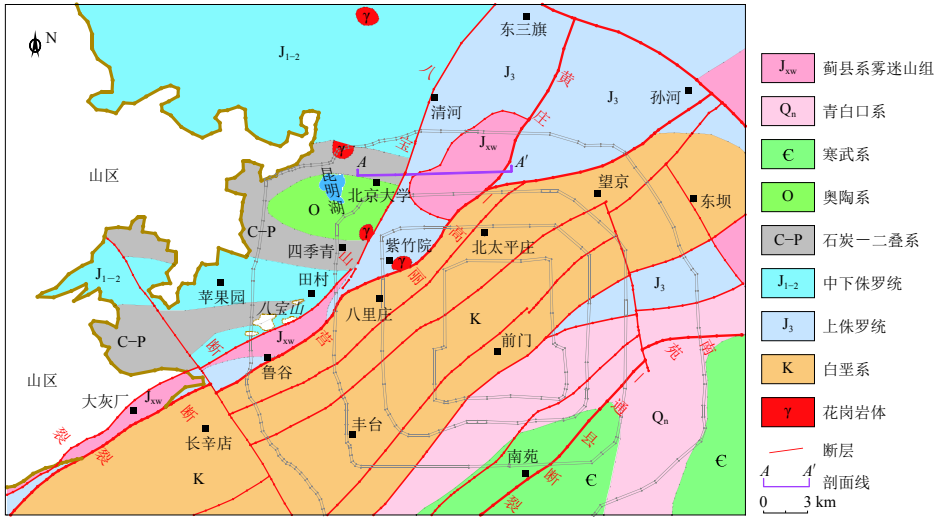 N
γ
东三旗
J1-2
八
J3
黄
J3
孙河
清河
庄
宝
Jxw
γ
A
A′
山区
昆明湖
北京大学
望京
东坝
O
C-P
γ
一
四季青
山
紫竹院
高
北太平庄
γ
丽
J1-2
苹果园
田村
J3
八宝山
八里庄
K
营
断
Jxw
前门
C-P
鲁谷
南
苑
山区
大灰厂
Jxw
一
断
通
Qn
裂
裂
长辛店
丰台
县
南苑
断
Є
Є
K
裂
Jxw 蓟县系雾迷山组
Qn 青白口系
Є 寒武系
O 奥陶系
C-P 石炭-二叠系
J1-2 中下侏罗统
J3 上侏罗统
K 白垩系
γ 花岗岩体
断层
A A′ 剖面线
0 3 km